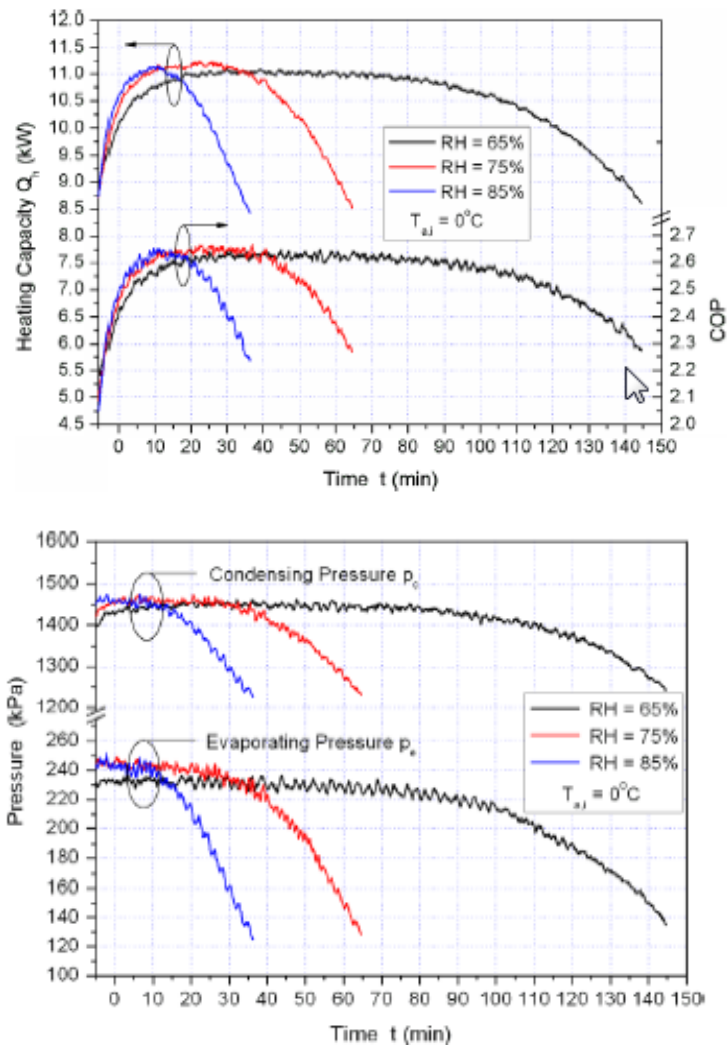 12.0
11.5
11.0
10.5
10.0
9.5
9.0
8.5
8.0
7.5
7.0
6.5
6.0
5.5
5.0
4.5
Heating Capacity Qh (kW)
RH = 65%
RH = 75%
RH = 85%
Ta,i = 0°C
2.7
2.6
2.5
2.4
2.3
2.2
2.1
2.0
COP
0 10 20 30 40 50 60 70 80 90 100 110 120 130 140 150
Time t (min)
1600
1500
1400
1300
1200
260
240
220
200
180
160
140
120
100
Pressure (kPa)
Condensing Pressure pc
Evaporating Pressure pe
RH = 65%
RH = 75%
RH = 85%
Ta,i = 0°C
0 10 20 30 40 50 60 70 80 90 100 110 120 130 140 150
Time t (min)